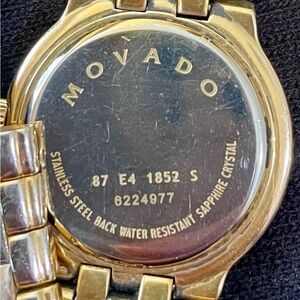 MOVADO
87 E4 1852 S
6224977
STAINLESS STEEL BACK WATER RESISTANT SAPPHIRE CRYSTAL